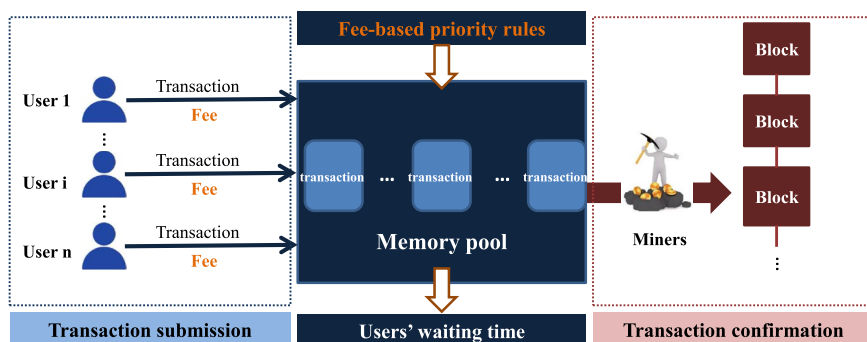 Fee-based priority rules
User 1
Transaction
Fee
...
User i
Transaction
Fee
...
User n
Transaction
Fee
transaction ... transaction ... transaction
Memory pool
Miners
Block
Block
Block
...
Transaction submission
Users' waiting time
Transaction confirmation